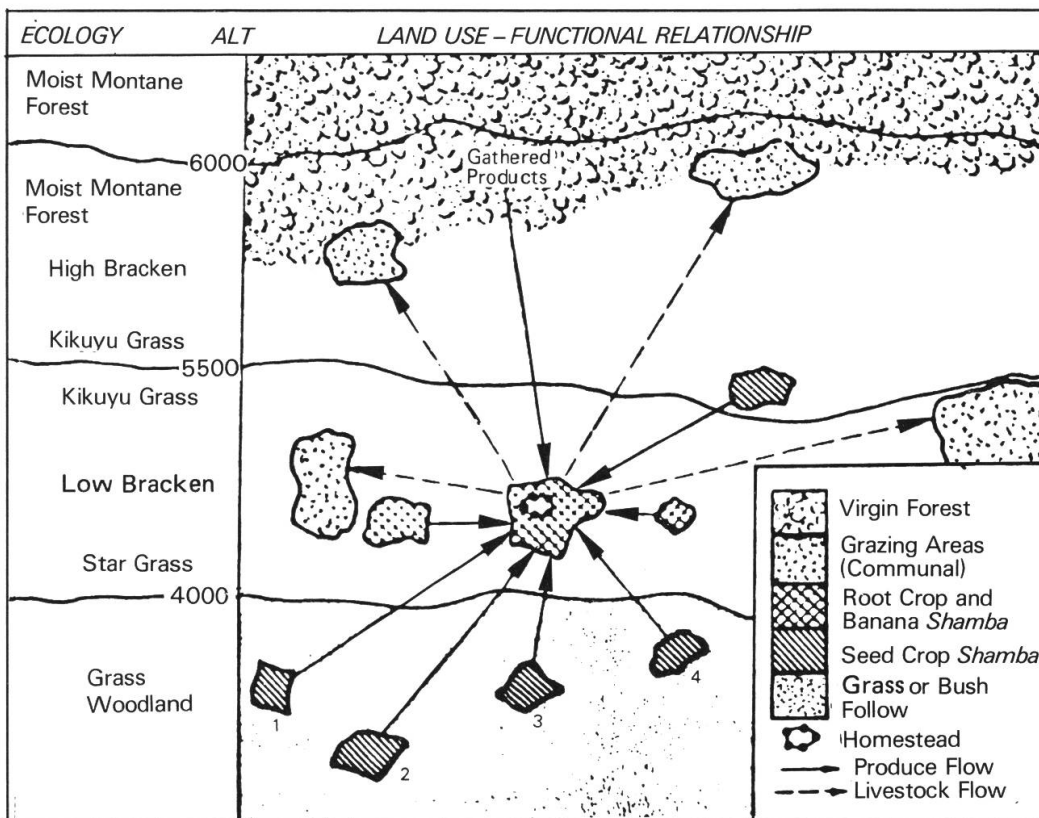 ECOLOGY ALT LAND USE – FUNCTIONAL RELATIONSHIP
Moist Montane
Forest
6000
Gathered
Products
Moist Montane
Forest
High Bracken
Kikuyu Grass
5500
Kikuyu Grass
Low Bracken
Star Grass
4000
Grass
Woodland
1
2
3
4
Virgin Forest
Grazing Areas
(Communal)
Root Crop and
Banana Shamba
Seed Crop Shamba
Grass or Bush
Follow
Homestead
Produce Flow
Livestock Flow